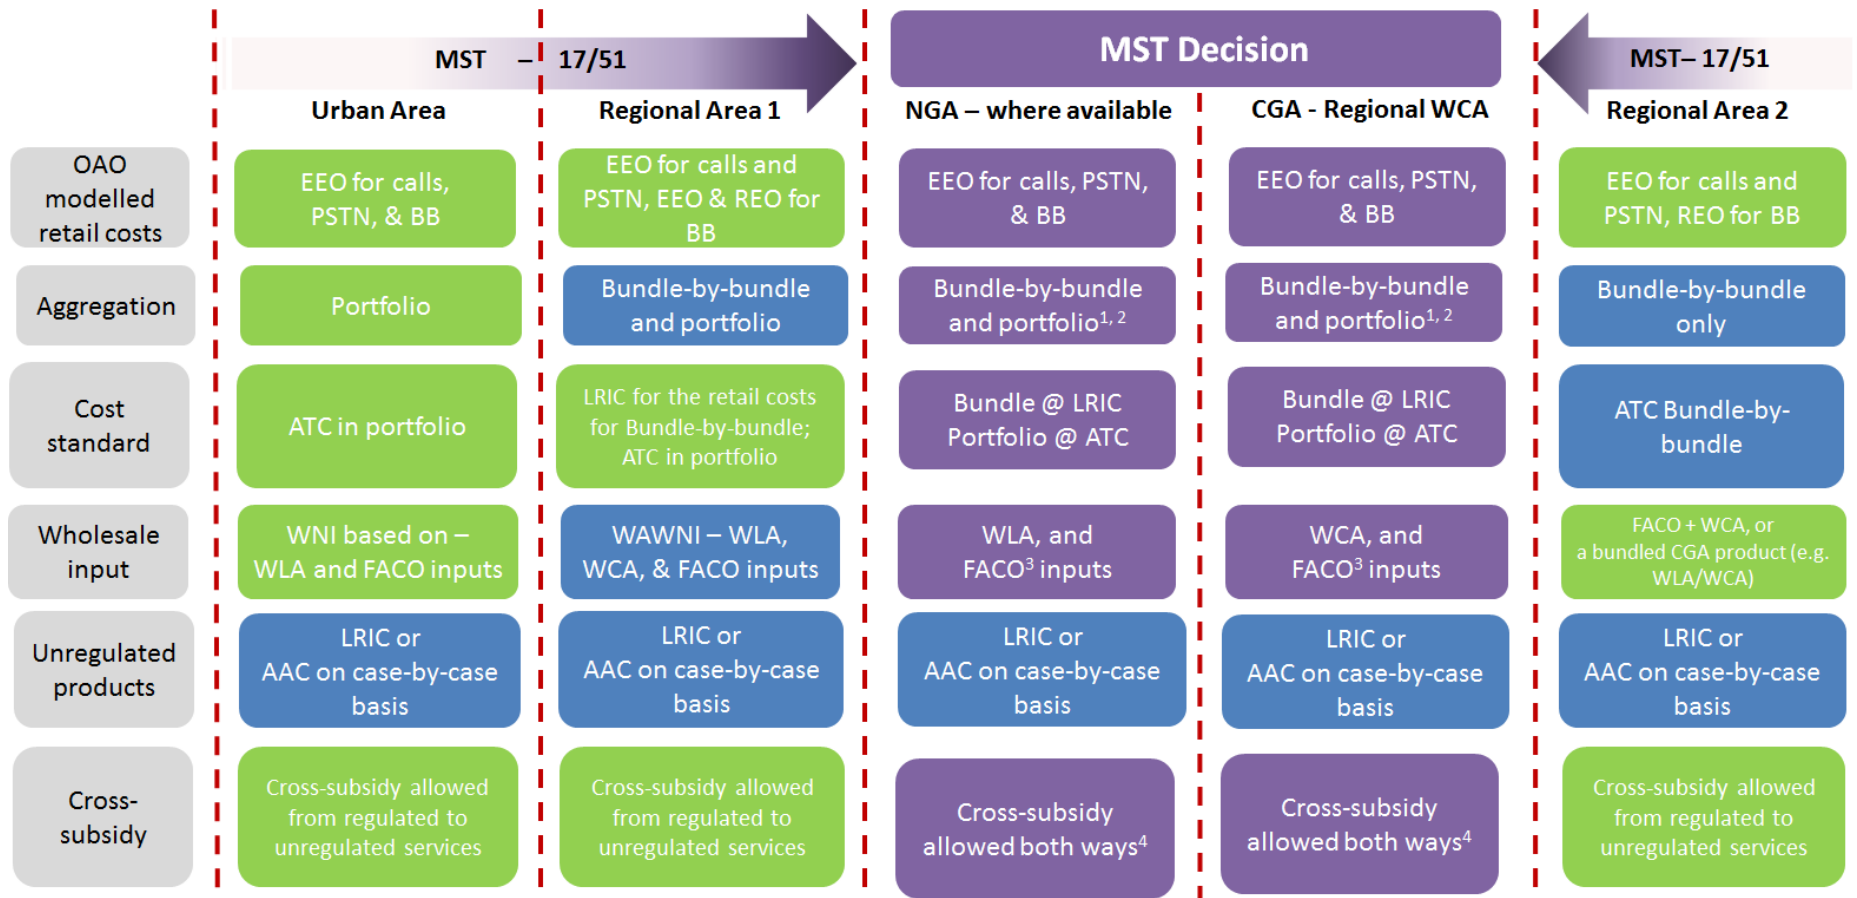 MST – 17/51
MST Decision
MST– 17/51
Urban Area
Regional Area 1
NGA – where available
CGA - Regional WCA
Regional Area 2
OAO
modelled
retail costs
EEO for calls,
PSTN, & BB
EEO for calls and
PSTN, EEO & REO for
BB
EEO for calls, PSTN,
& BB
EEO for calls, PSTN,
& BB
EEO for calls and
PSTN, REO for BB
Aggregation
Portfolio
Bundle-by-bundle
and portfolio
Bundle-by-bundle
and portfolio1, 2
Bundle-by-bundle
and portfolio1, 2
Bundle-by-bundle
only
Cost
standard
ATC in portfolio
LRIC for the retail costs
for Bundle-by-bundle;
ATC in portfolio
Bundle @ LRIC
Portfolio @ ATC
Bundle @ LRIC
Portfolio @ ATC
ATC Bundle-by-
bundle
Wholesale
input
WNI based on –
WLA and FACO inputs
WAWNI – WLA,
WCA, & FACO inputs
WLA, and
FACO3 inputs
WCA, and
FACO3 inputs
FACO + WCA, or
a bundled CGA product (e.g.
WLA/WCA)
Unregulated
products
LRIC or
AAC on case-by-case
basis
LRIC or
AAC on case-by-case
basis
LRIC or
AAC on case-by-case
basis
LRIC or
AAC on case-by-case
basis
LRIC or
AAC on case-by-case
basis
Cross-
subsidy
Cross-subsidy allowed
from regulated to
unregulated services
Cross-subsidy allowed
from regulated to
unregulated services
Cross-subsidy
allowed both ways4
Cross-subsidy
allowed both ways4
Cross-subsidy allowed
from regulated to
unregulated services